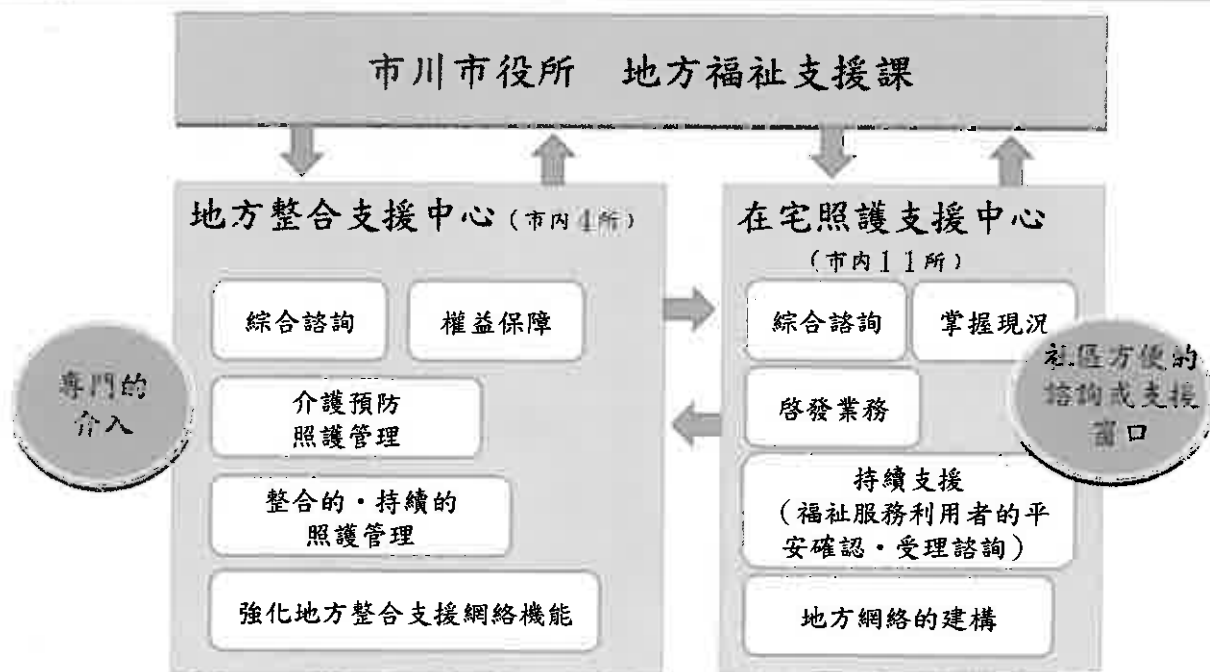 市川市役所　地方福祉支援課
地方整合支援中心（市内4所）
綜合諮詢
權益保障
介護預防
照護管理
整合的・持續的
照護管理
強化地方整合支援網絡機能
專門的
介入
在宅照護支援中心
（市内11所）
綜合諮詢
掌握現況
啓發業務
持續支援
（福祉服務利用者的平
安確認・受理諮詢）
地方網絡的建構
社區方便的
諮詢或支援
窗口